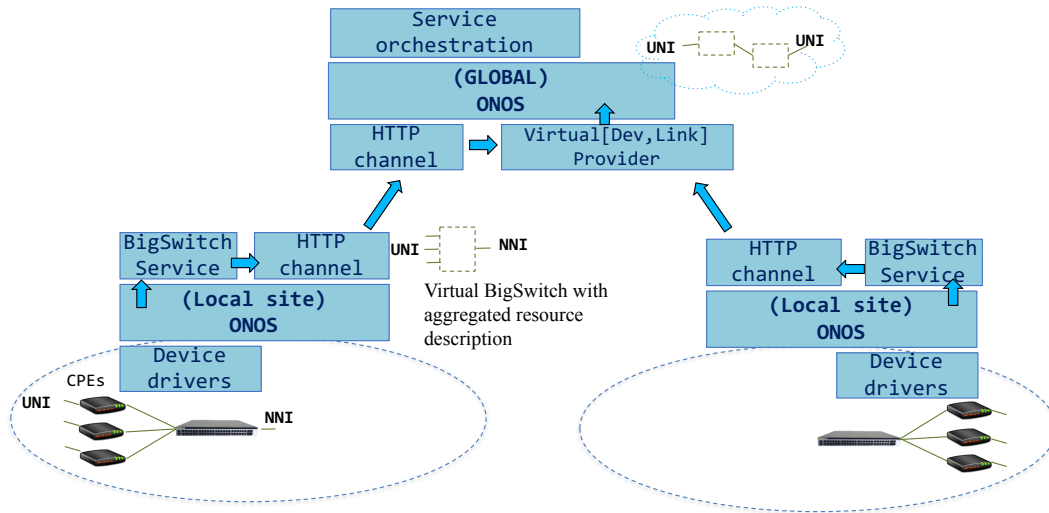 Service
orchestration
UNI
UNI
(GLOBAL)
ONOS
HTTP
channel
Virtual[Dev,Link]
Provider
BigSwitch
Service
HTTP
channel
UNI
NNI
HTTP
channel
BigSwitch
Service
Virtual BigSwitch with
aggregated resource
description
(Local site)
ONOS
(Local site)
ONOS
Device
drivers
Device
drivers
CPEs
UNI
NNI